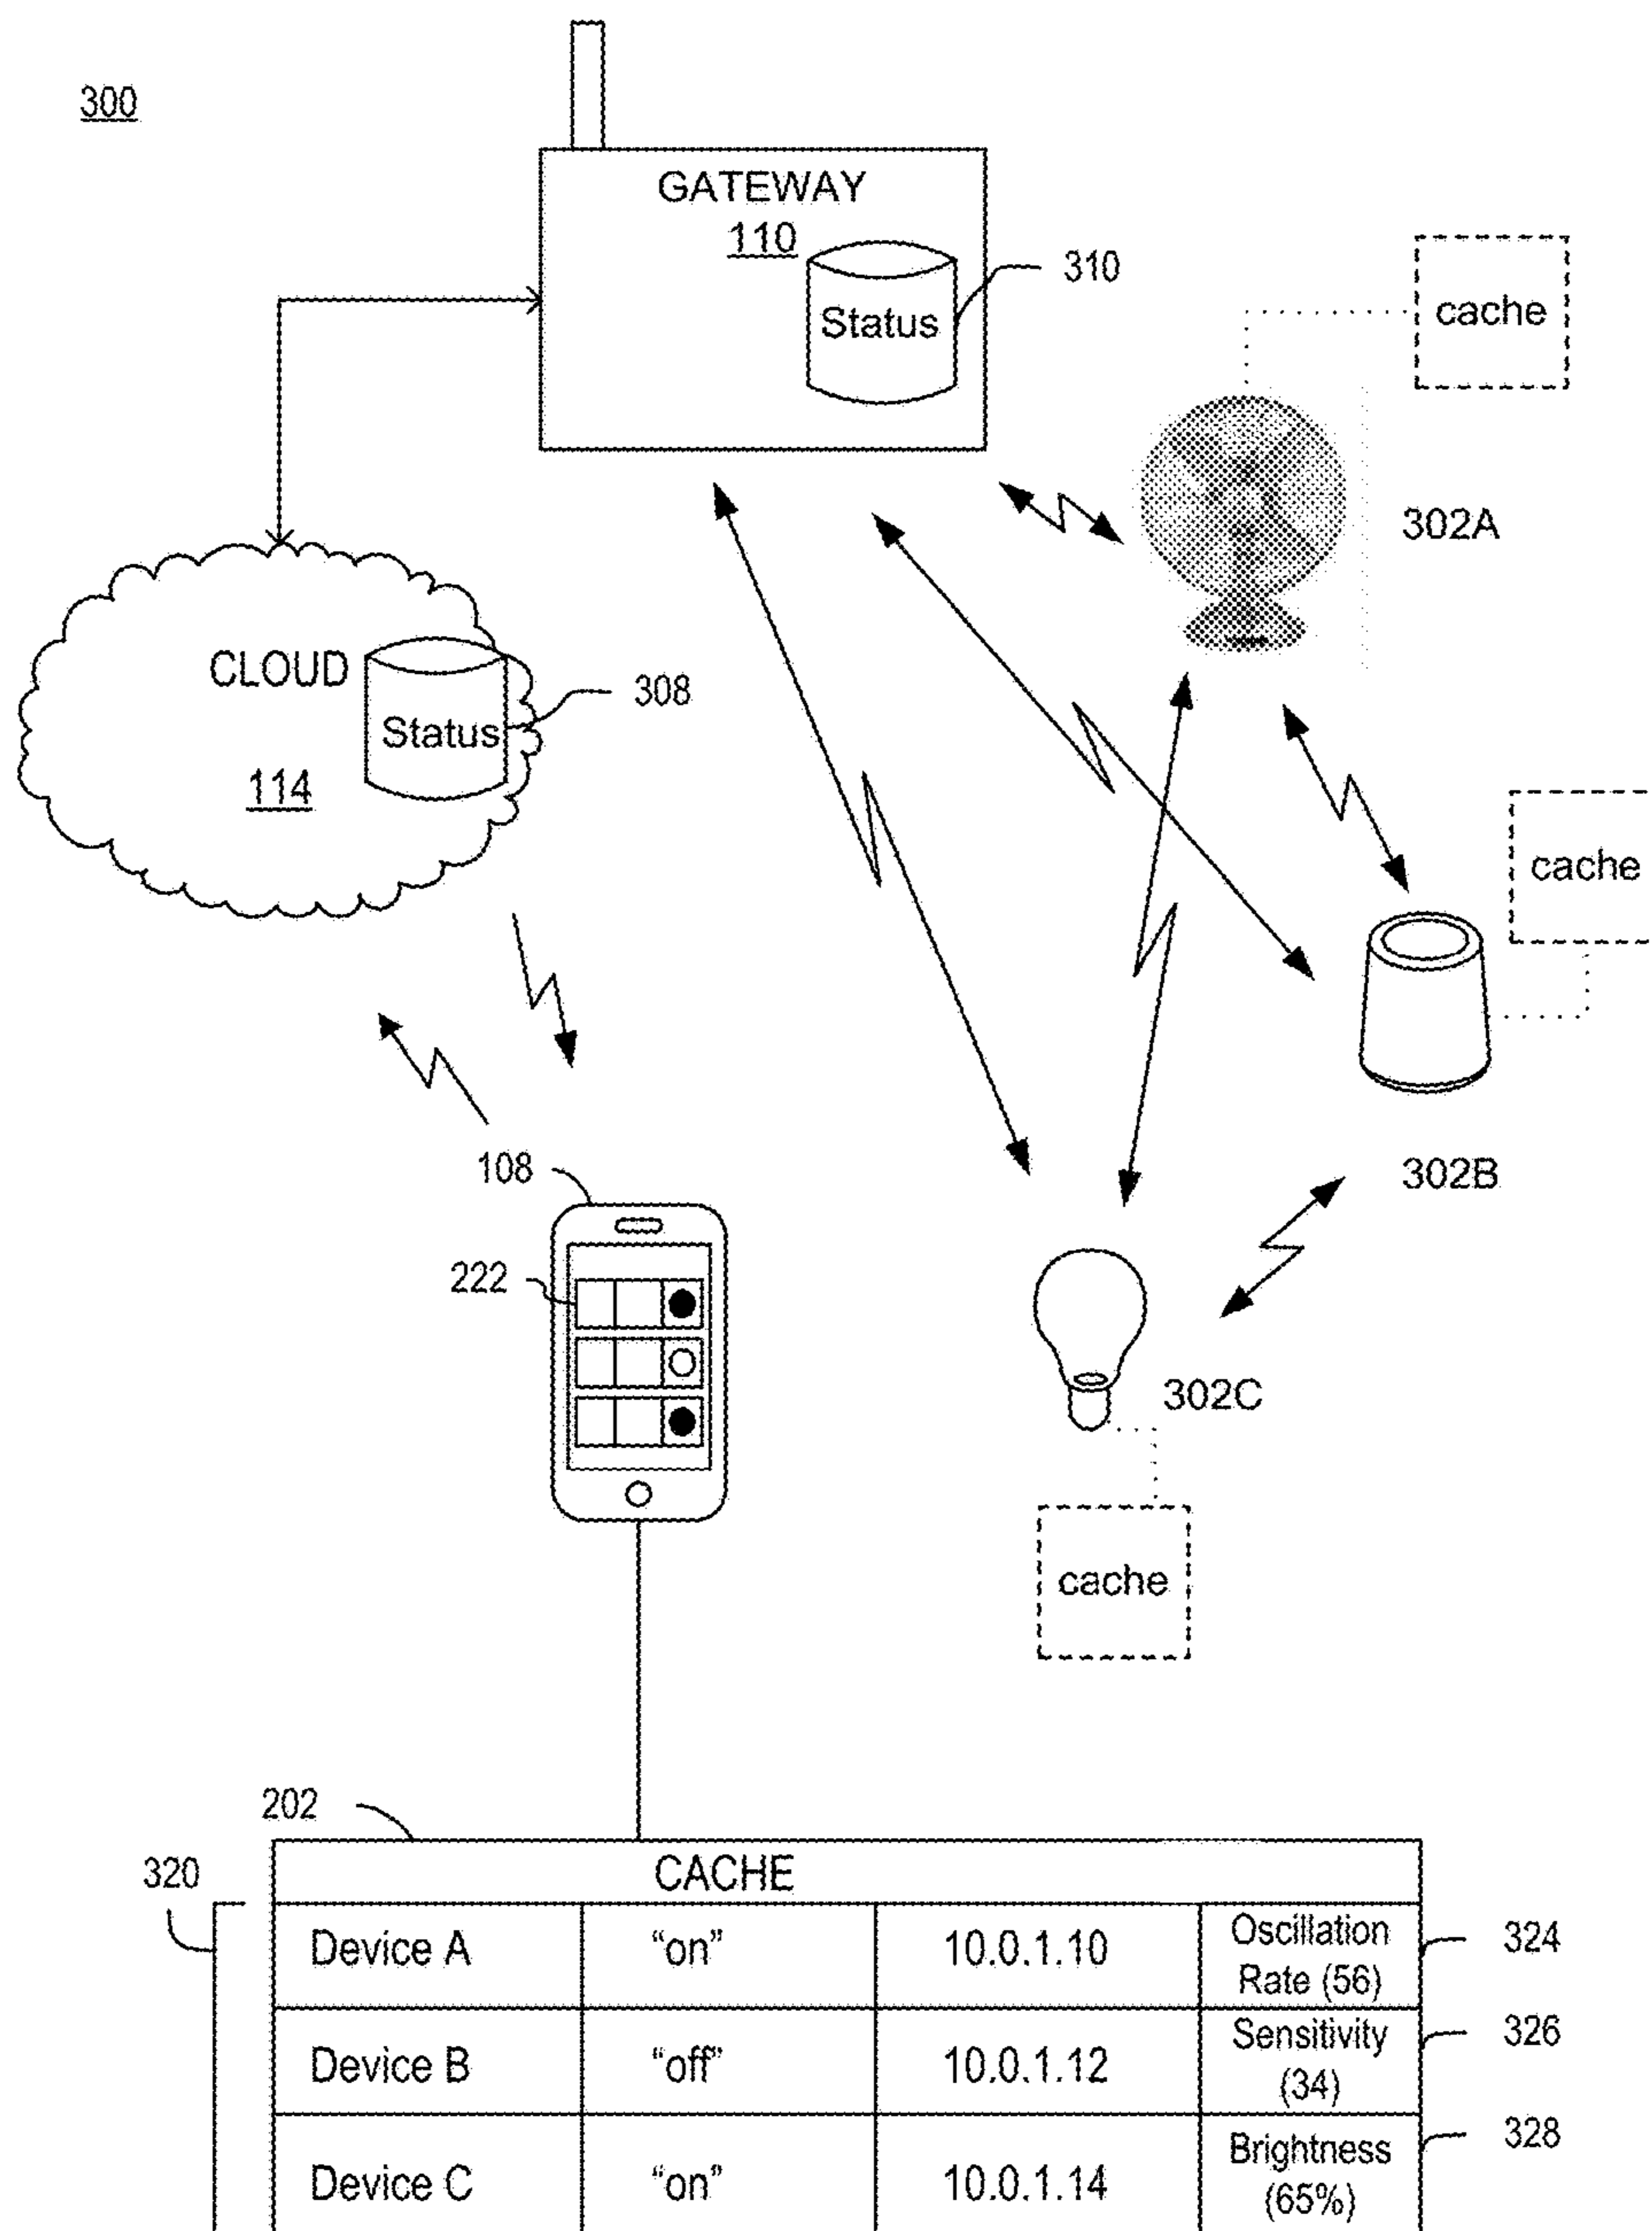 300
GATEWAY
110
Status
310
cache
302A
CLOUD
Status
308
114
cache
302B
108
222
302C
cache
202
320
CACHE
Device A "on" 10.0.1.10 Oscillation
Rate (56)
324
Device B "off" 10.0.1.12 Sensitivity
(34)
326
Device C "on" 10.0.1.14 Brightness
(65%)
328